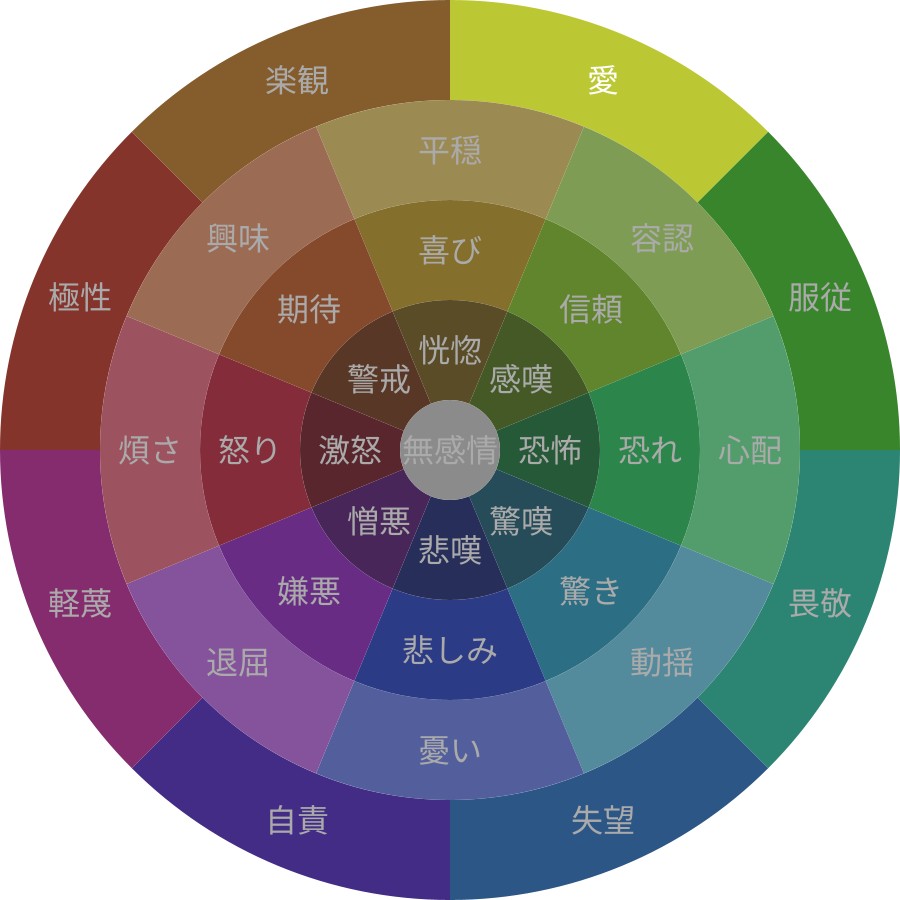 楽観
愛
平穏
興味
容認
喜び
極性
期待
信頼
服従
恍惚
警戒
感嘆
煩さ
怒り
激怒
無感情
恐怖
恐れ
心配
憎悪
驚嘆
悲嘆
軽蔑
嫌悪
驚き
畏敬
悲しみ
退屈
動揺
憂い
自責
失望